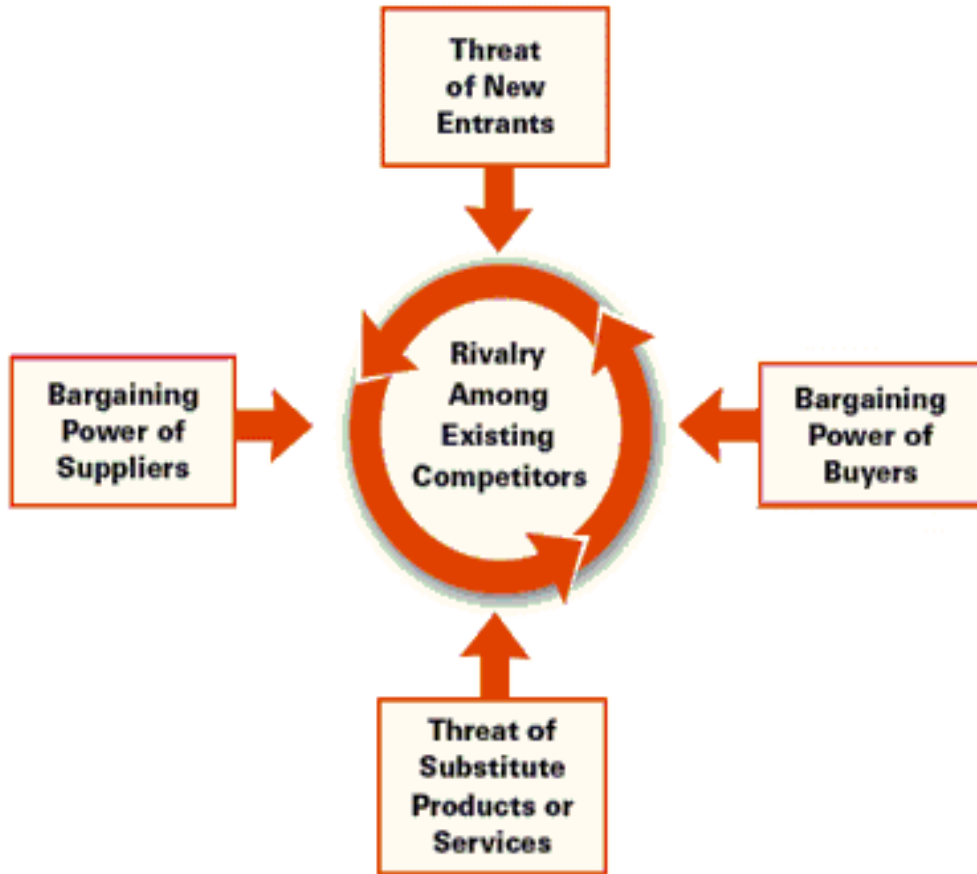 Threat
of New
Entrants
Rivalry
Among
Existing
Competitors
Bargaining
Power of
Suppliers
Bargaining
Power of
Buyers
Threat of
Substitute
Products or
Services